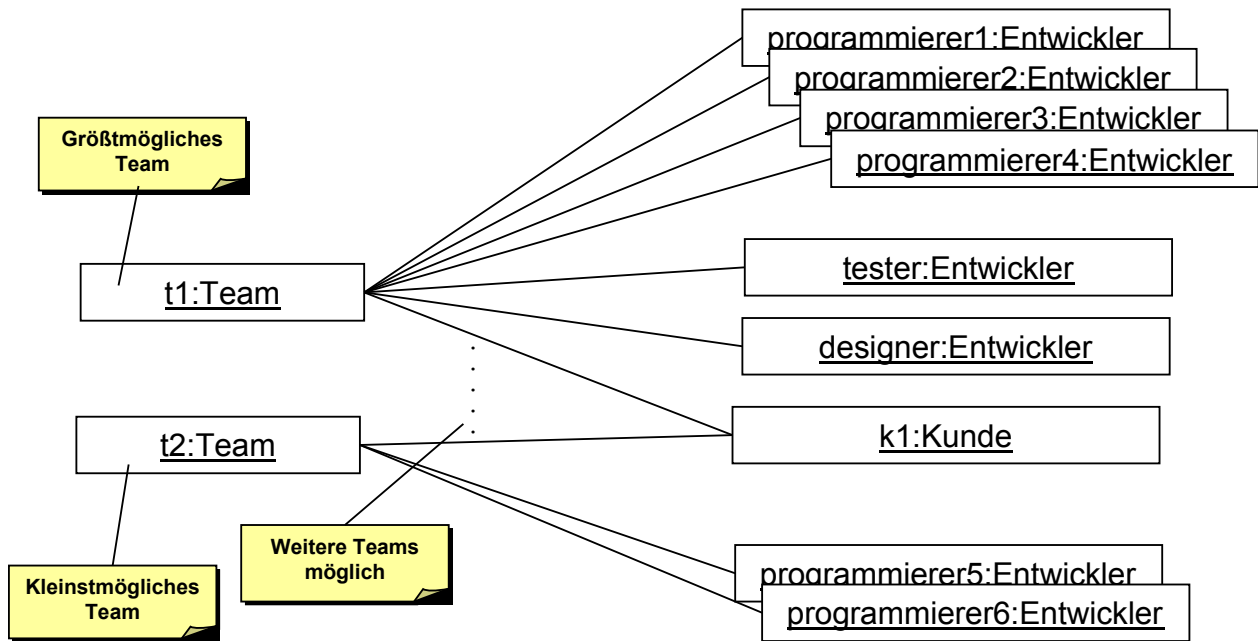 programmierer1:Entwickler
programmierer2:Entwickler
programmierer3:Entwickler
programmierer4:Entwickler
Größtmögliches
Team
t1:Team
tester:Entwickler
designer:Entwickler
t2:Team
k1:Kunde
Weitere Teams
möglich
Kleinstmögliches
Team
programmierer5:Entwickler
programmierer6:Entwickler